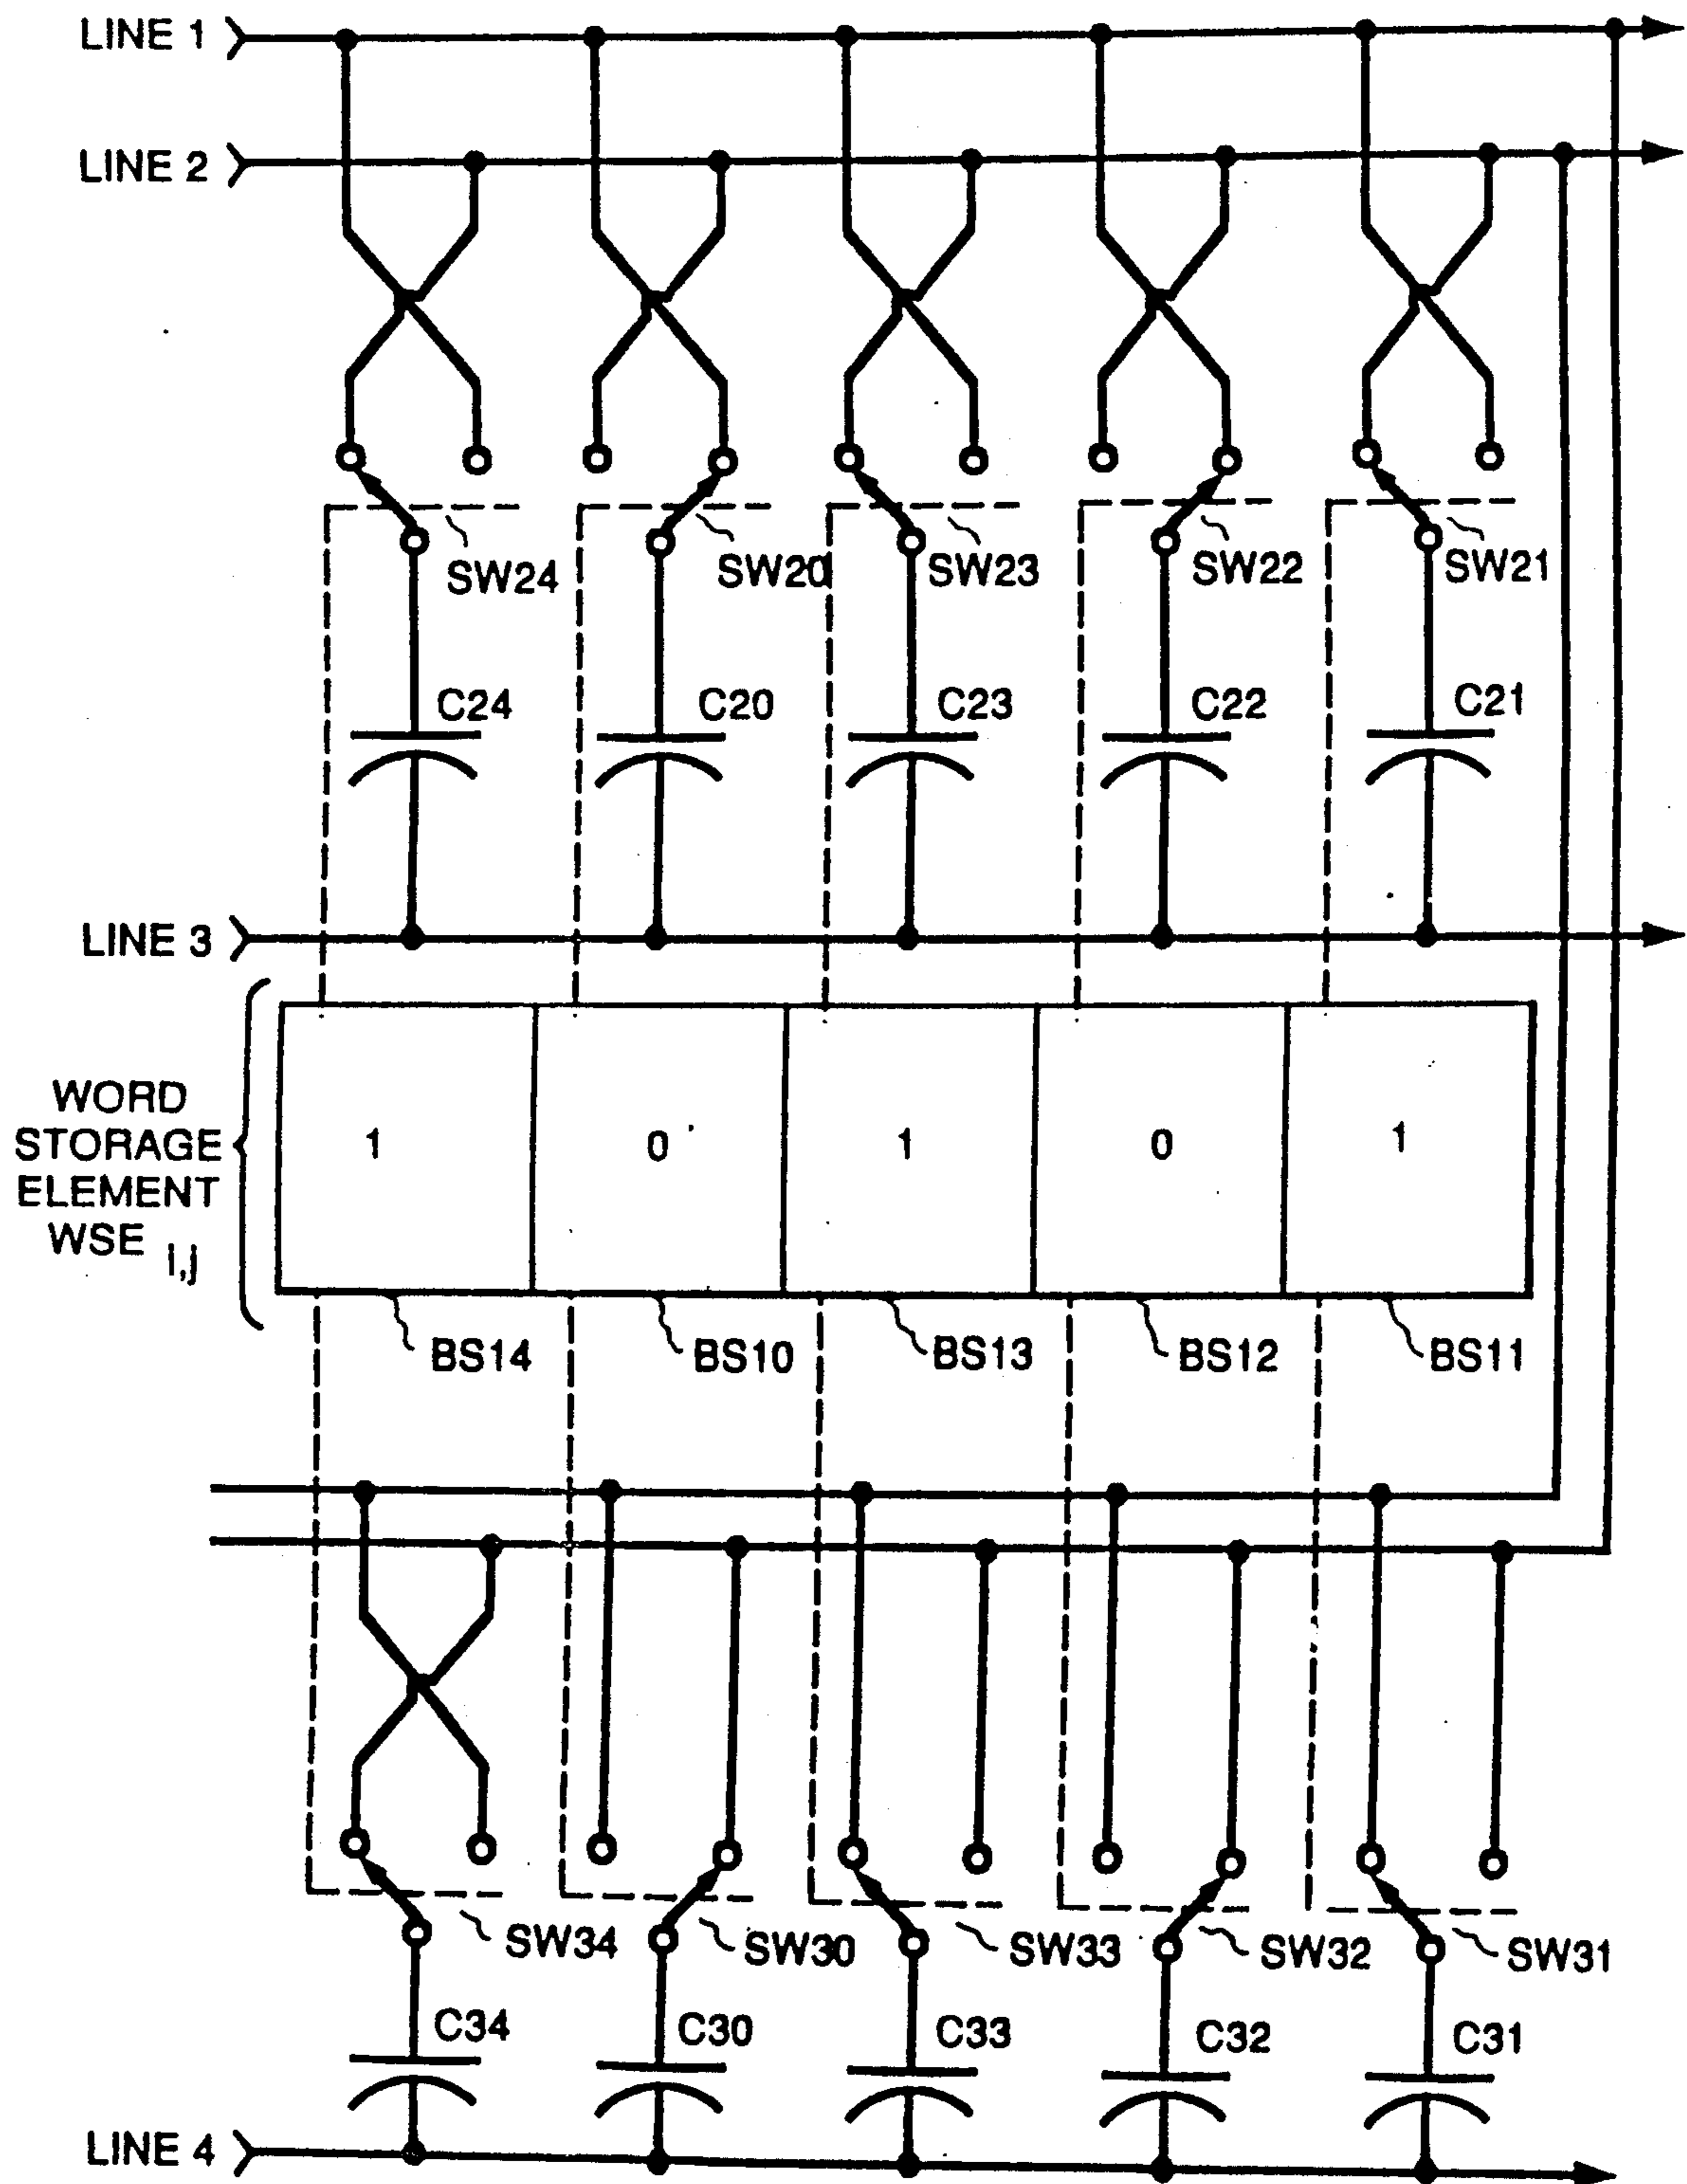 LINE 1
LINE 2
SW24 SW20 SW23 SW22 SW21
C24 C20 C23 C22 C21
LINE 3
WORD
STORAGE
ELEMENT
WSE i,j
1 0 1 0 1
BS14 BS10 BS13 BS12 BS11
SW34 SW30 SW33 SW32 SW31
C34 C30 C33 C32 C31
LINE 4